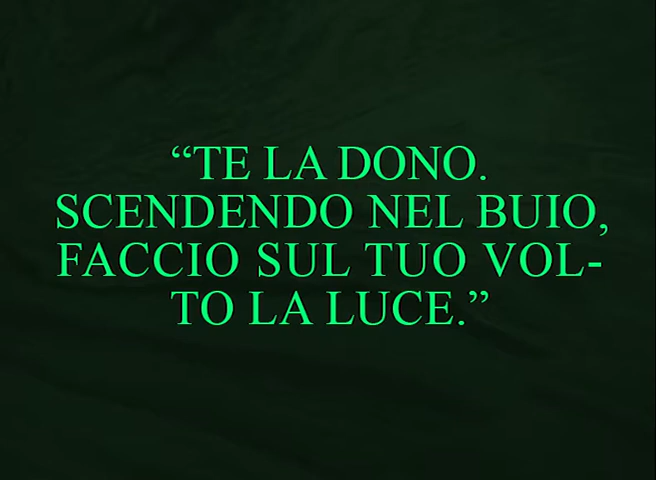 “TE LA DONO.
SCENDENDO NEL BUIO,
FACCIO SUL TUO VOL-
TO LA LUCE.”